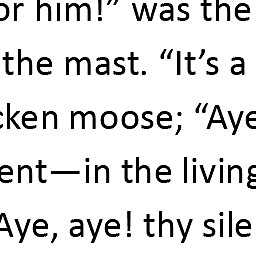 or him!” was the
the mast. “It’s a
cken moose; “Aye
ent—in the living
Aye, aye! thy sile